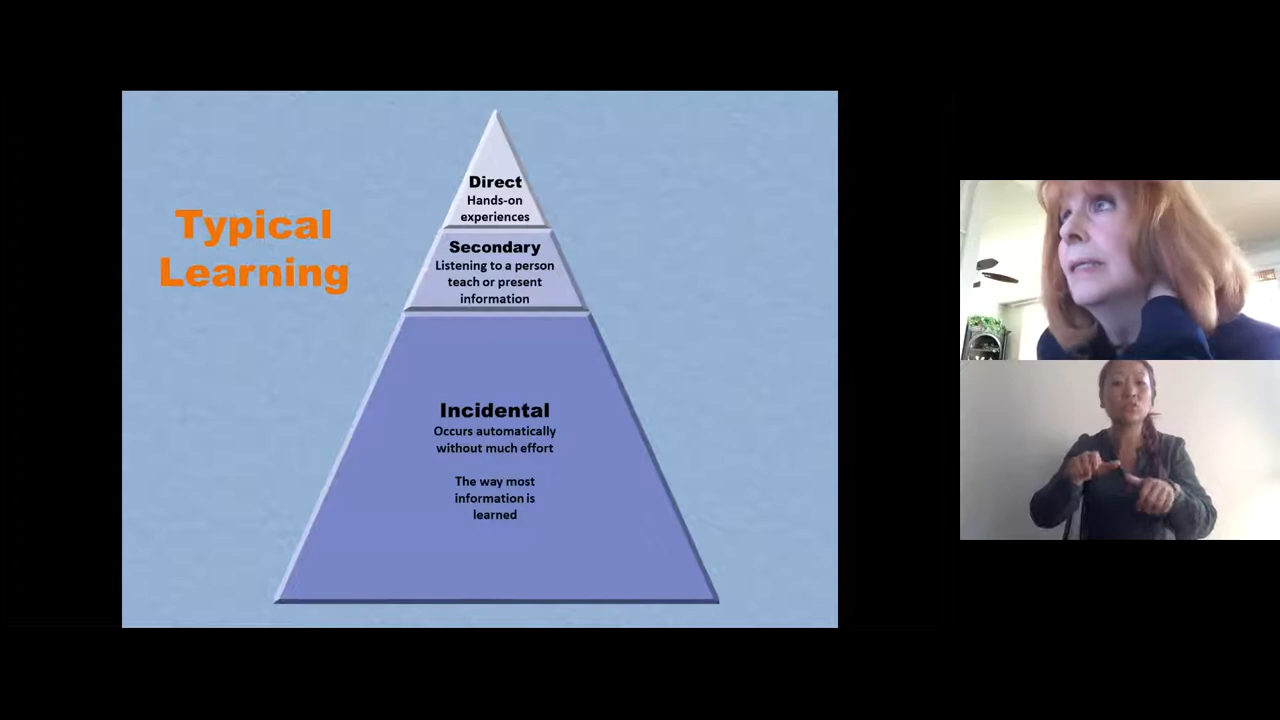 Typical
Learning
Direct
Hands-on
experiences
Secondary
Listening to a person
teach or present
information
Incidental
Occurs automatically
without much effort
The way most
information is
learned